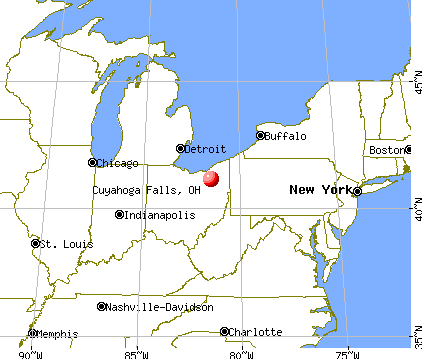 45°N
Buffalo
Detroit
Boston
Chicago
Cuyahoga Falls, OH
New York
40°N
Indianapolis
St. Louis
Nashville-Davidson
Charlotte
Memphis
35°N
90°W
85°W
80°W
75°W